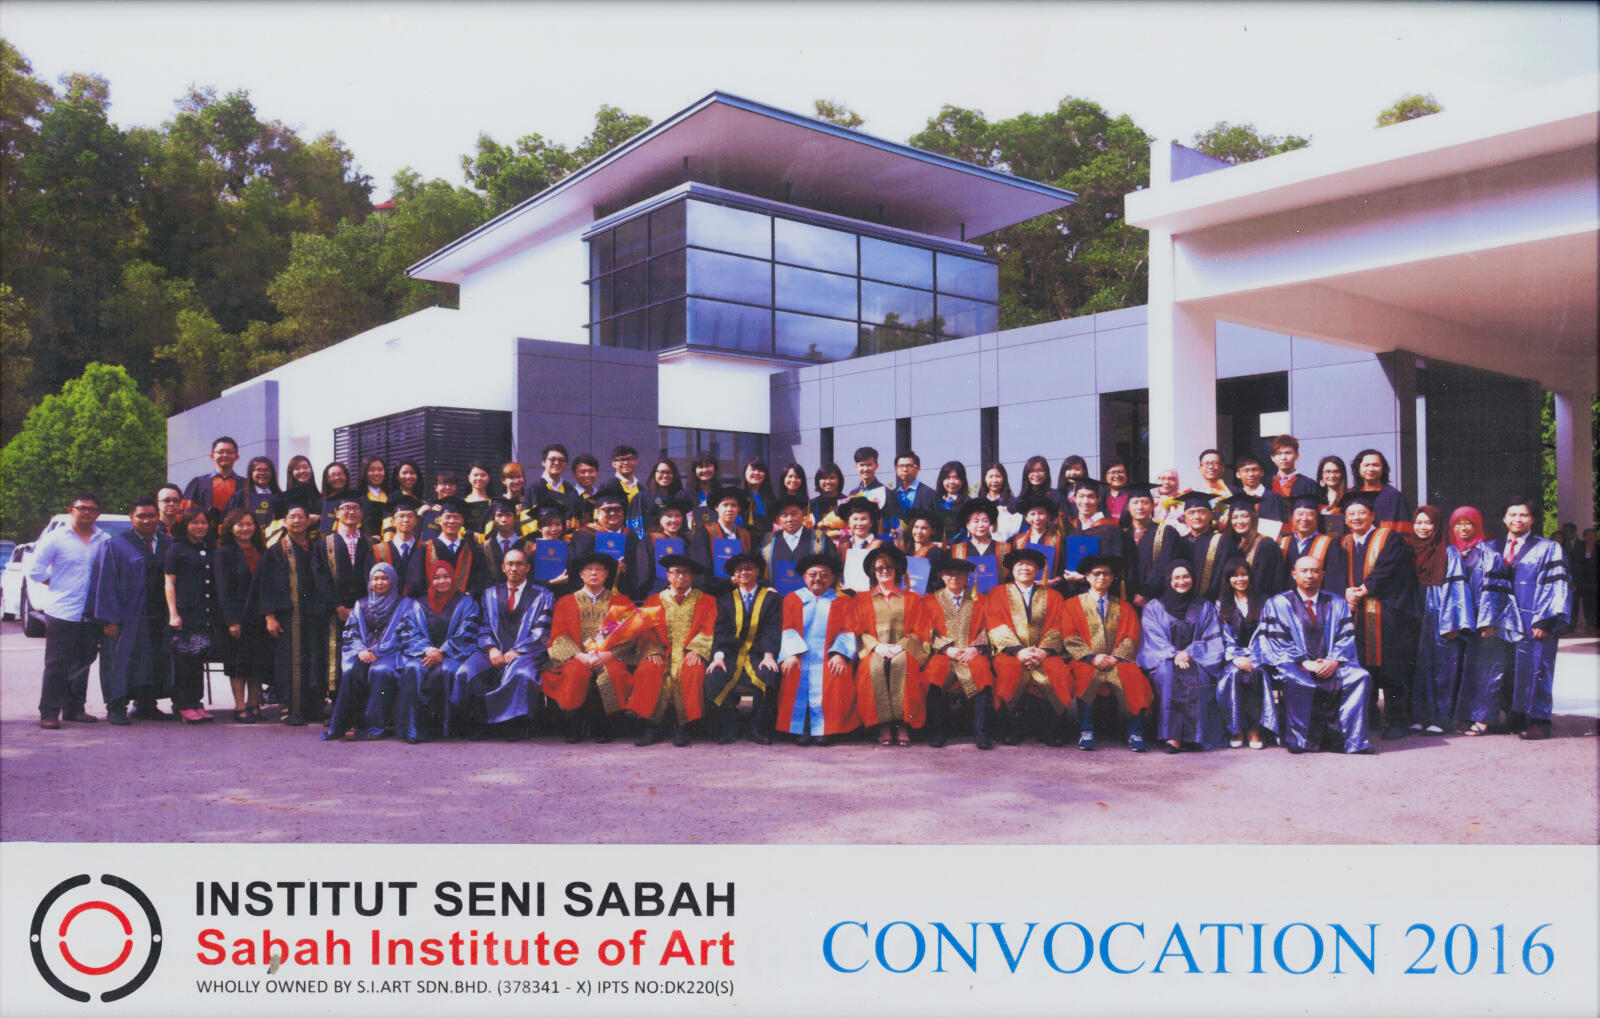 INSTITUT SENI SABAH
Sabah Institute of Art
WHOLLY OWNED BY S.I.ART SDN.BHD. (378341 - X) IPTS NO:DK220(S)
CONVOCATION 2016